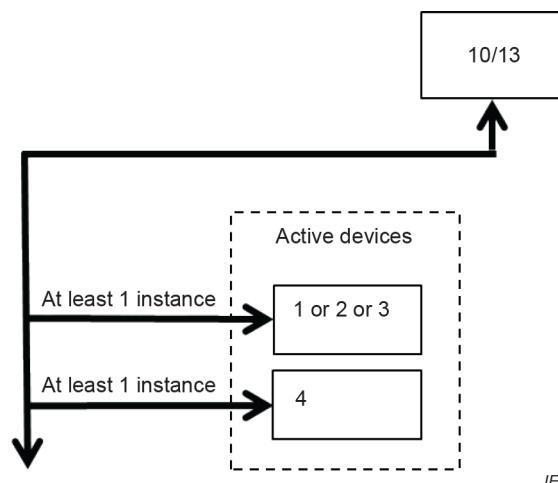 10/13
Active devices
At least 1 instance
1 or 2 or 3
At least 1 instance
4